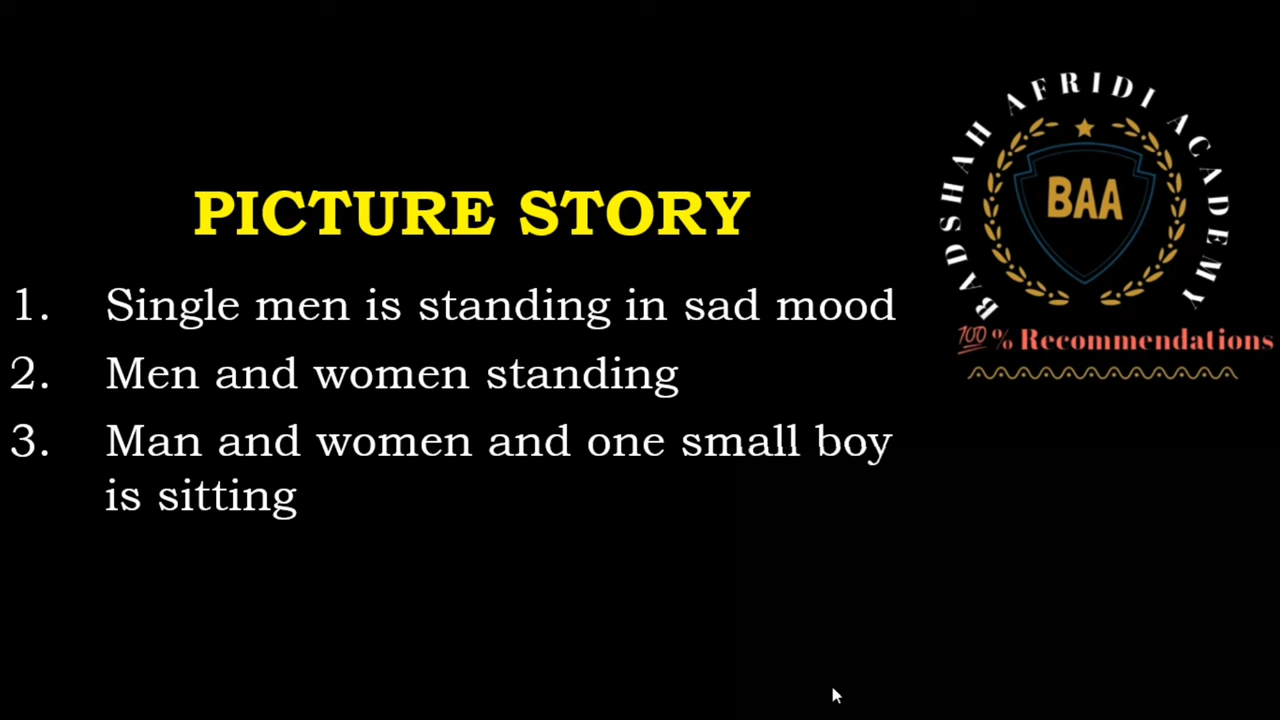 BADSHAH AFRIDI ACADEMY
BAA
💯% Recommendations
PICTURE STORY
1. Single men is standing in sad mood
2. Men and women standing
3. Man and women and one small boy
is sitting